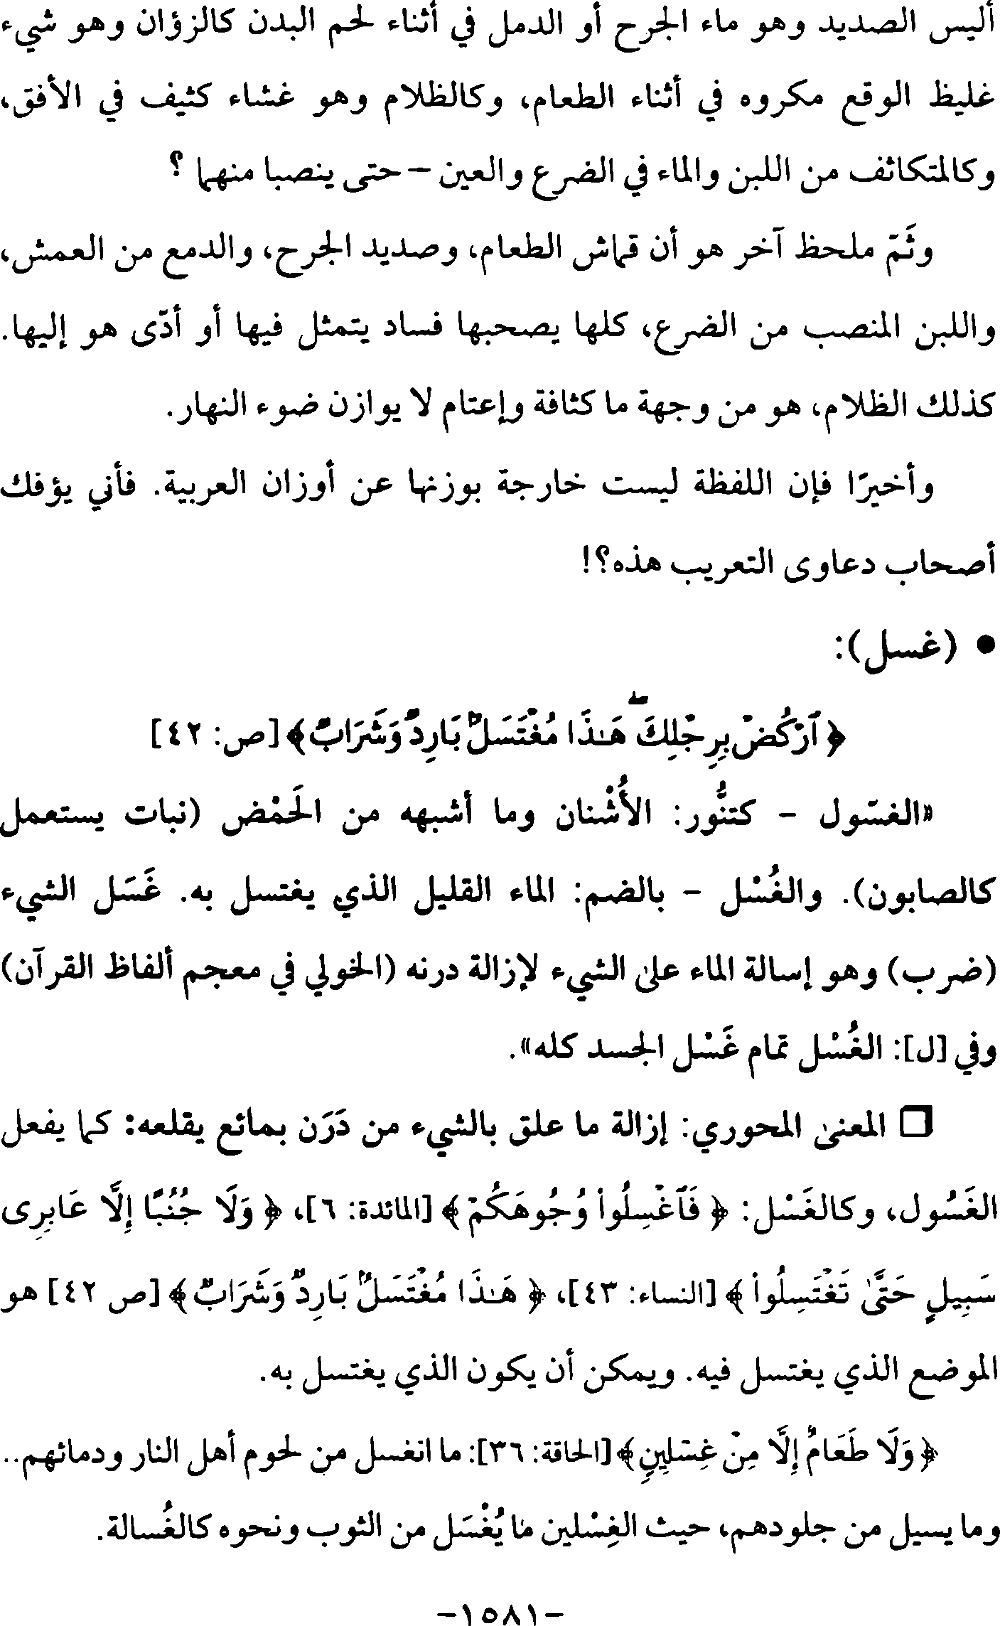 أليس الصديد وهو ماء الجرح أو الدمل في أثناء لحم البدن كالزؤان وهو شيء
غليظ الوقع مكروه في أثناء الطعام، وكالظلام وهو غشاء كثيف في الأفق،
وكالمتكاثف من اللبن والماء في الضرع والعين – حتى ينصبا منهما ؟
وثَمّ ملحظ آخر هو أن قماش الطعام، وصديد الجرح، والدمع من العمش،
واللبن المنصب من الضرع، كلها يصحبها فساد يتمثل فيها أو أدّى هو إليها.
كذلك الظلام، هو من وجهة ما كثافة وإعتام لا يوازن ضوء النهار.
وأخيرًا فإن اللفظة ليست خارجة بوزنها عن أوزان العربية. فأني يؤفك
أصحاب دعاوى التعريب هذه؟!
● (غسل):
﴿ ٱرْكُضْ بِرِجْلِكَ ۖ هَٰذَا مُغْتَسَلٌۢ بَارِدٌ وَشَرَابٌ ﴾ [ص: ٤٢]
«الغسّول – كتنُّور: الأُشْنان وما أشبهه من الحَمْض (نبات يستعمل
كالصابون). والغُسْل – بالضم: الماء القليل الذي يغتسل به. غَسَل الشيء
(ضرب) وهو إسالة الماء على الشيء لإزالة درنه (الخولي في معجم ألفاظ القرآن)
وفي [ل]: الغُسْل تمام غَسْل الجسد كله».
❐ المعنى المحوري: إزالة ما علق بالشيء من دَرَن بمائع يقلعه: كما يفعل
الغَسُول، وكالغَسْل: ﴿ فَٱغْسِلُوا۟ وُجُوهَكُمْ ﴾ [المائدة: ٦]، ﴿ وَلَا جُنُبًا إِلَّا عَابِرِى
سَبِيلٍ حَتَّىٰ تَغْتَسِلُوا۟ ﴾ [النساء: ٤٣]، ﴿ هَٰذَا مُغْتَسَلٌۢ بَارِدٌ وَشَرَابٌ ﴾ [ص ٤٢] هو
الموضع الذي يغتسل فيه. ويمكن أن يكون الذي يغتسل به.
﴿ وَلَا طَعَامٌ إِلَّا مِنْ غِسْلِينٍ ﴾ [الحاقة: ٣٦]: ما انغسل من لحوم أهل النار ودمائهم..
وما يسيل من جلودهم، حيث الغِسْلين ما يُغْسَل من الثوب ونحوه كالغُسالة.
–١٥٨١–